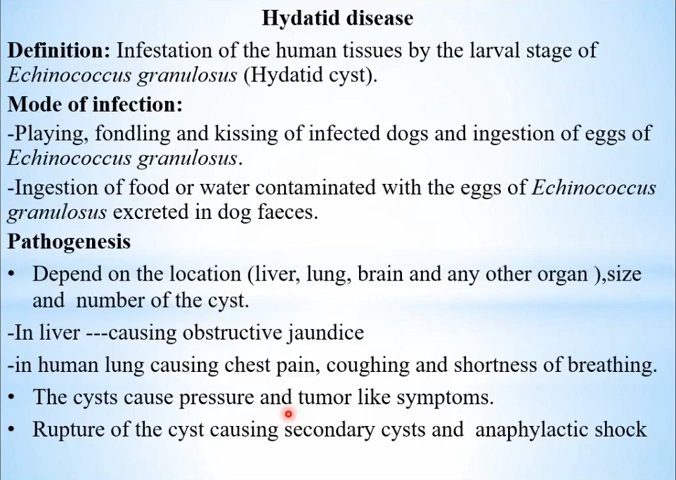 Hydatid disease
Definition: Infestation of the human tissues by the larval stage of
Echinococcus granulosus (Hydatid cyst).
Mode of infection:
-Playing, fondling and kissing of infected dogs and ingestion of eggs of
Echinococcus granulosus.
-Ingestion of food or water contaminated with the eggs of Echinococcus
granulosus excreted in dog faeces.
Pathogenesis
• Depend on the location (liver, lung, brain and any other organ ),size
and number of the cyst.
-In liver ---causing obstructive jaundice
-in human lung causing chest pain, coughing and shortness of breathing.
• The cysts cause pressure and tumor like symptoms.
• Rupture of the cyst causing secondary cysts and anaphylactic shock